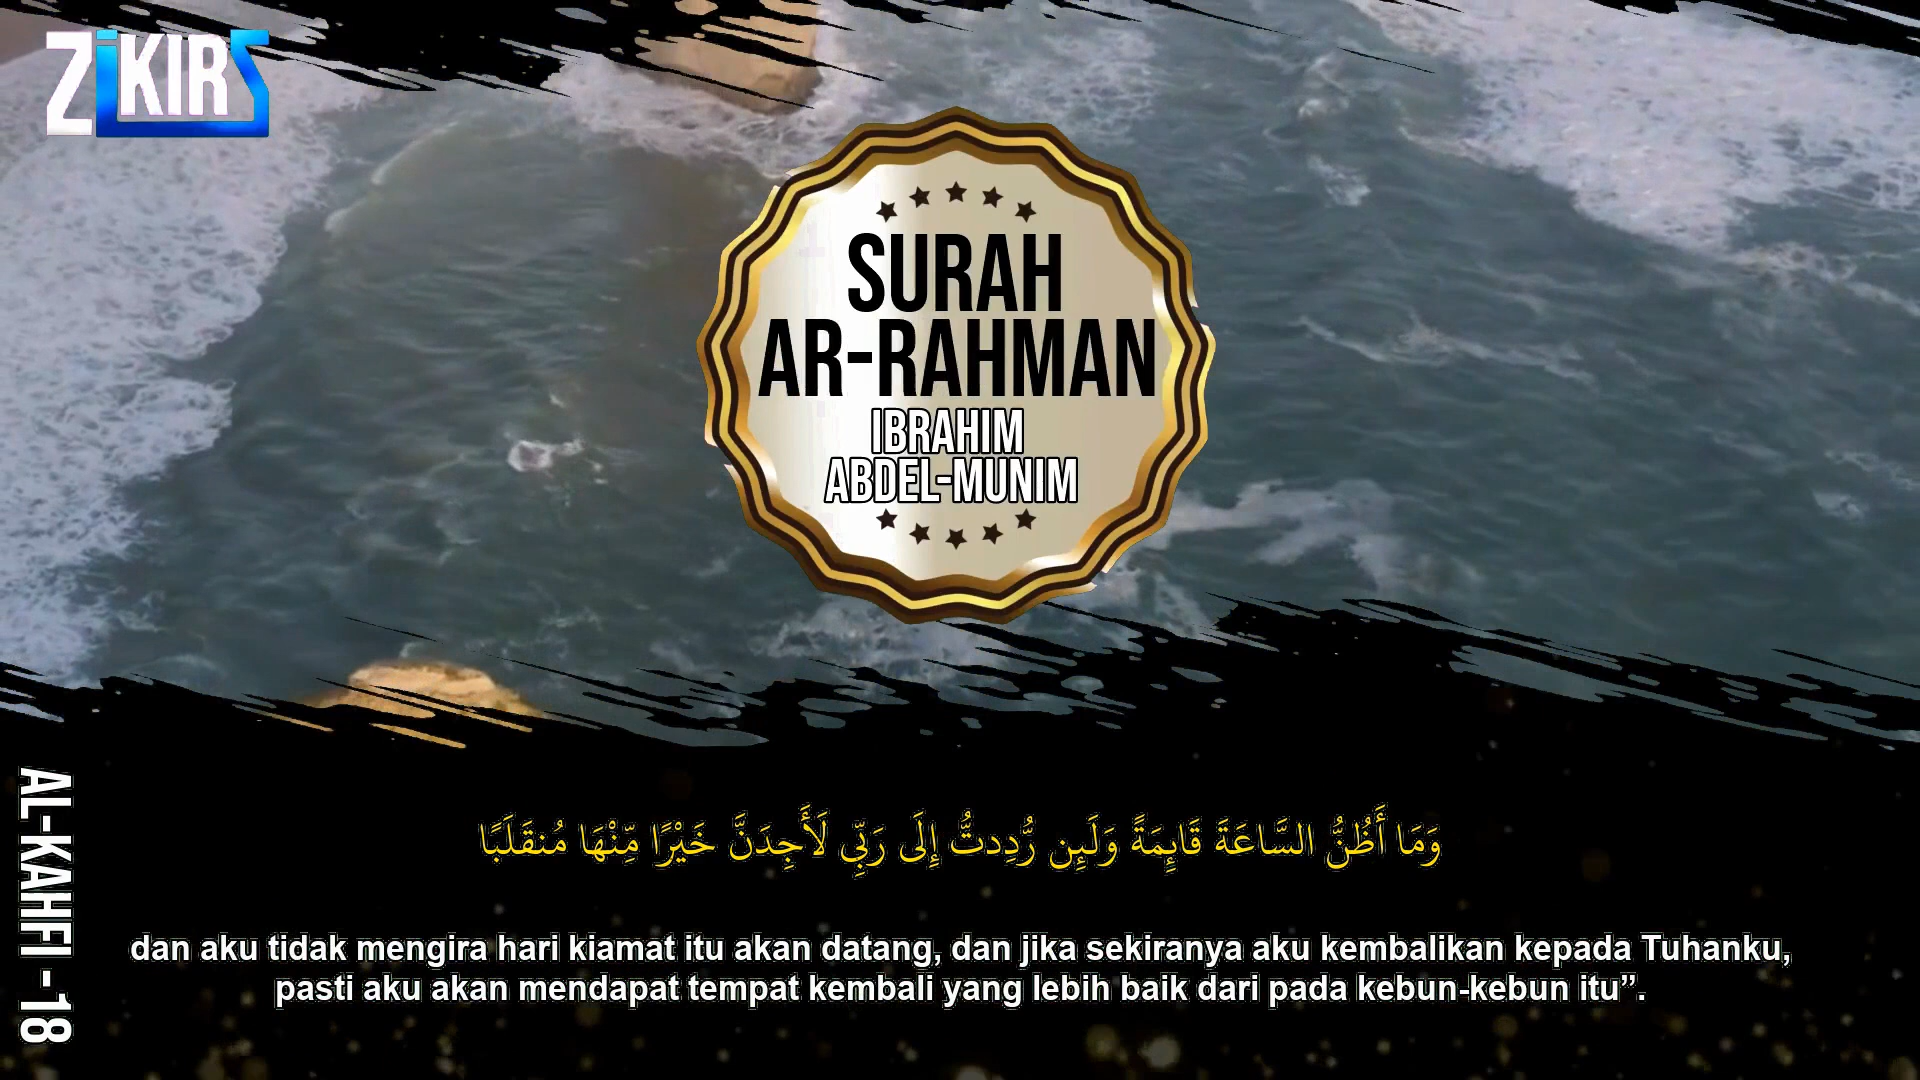 ZiKIRS
SURAH
AR-RAHMAN
IBRAHIM
ABDEL-MUNIM
AL-KAHFI - 18
وَمَا أَظُنُّ السَّاعَةَ قَائِمَةً وَلَئِن رُّدِدتُّ إِلَى رَبِّي لَأَجِدَنَّ خَيْرًا مِّنْهَا مُنقَلَبًا
dan aku tidak mengira hari kiamat itu akan datang, dan jika sekiranya aku kembalikan kepada Tuhanku,
pasti aku akan mendapat tempat kembali yang lebih baik dari pada kebun-kebun itu”.